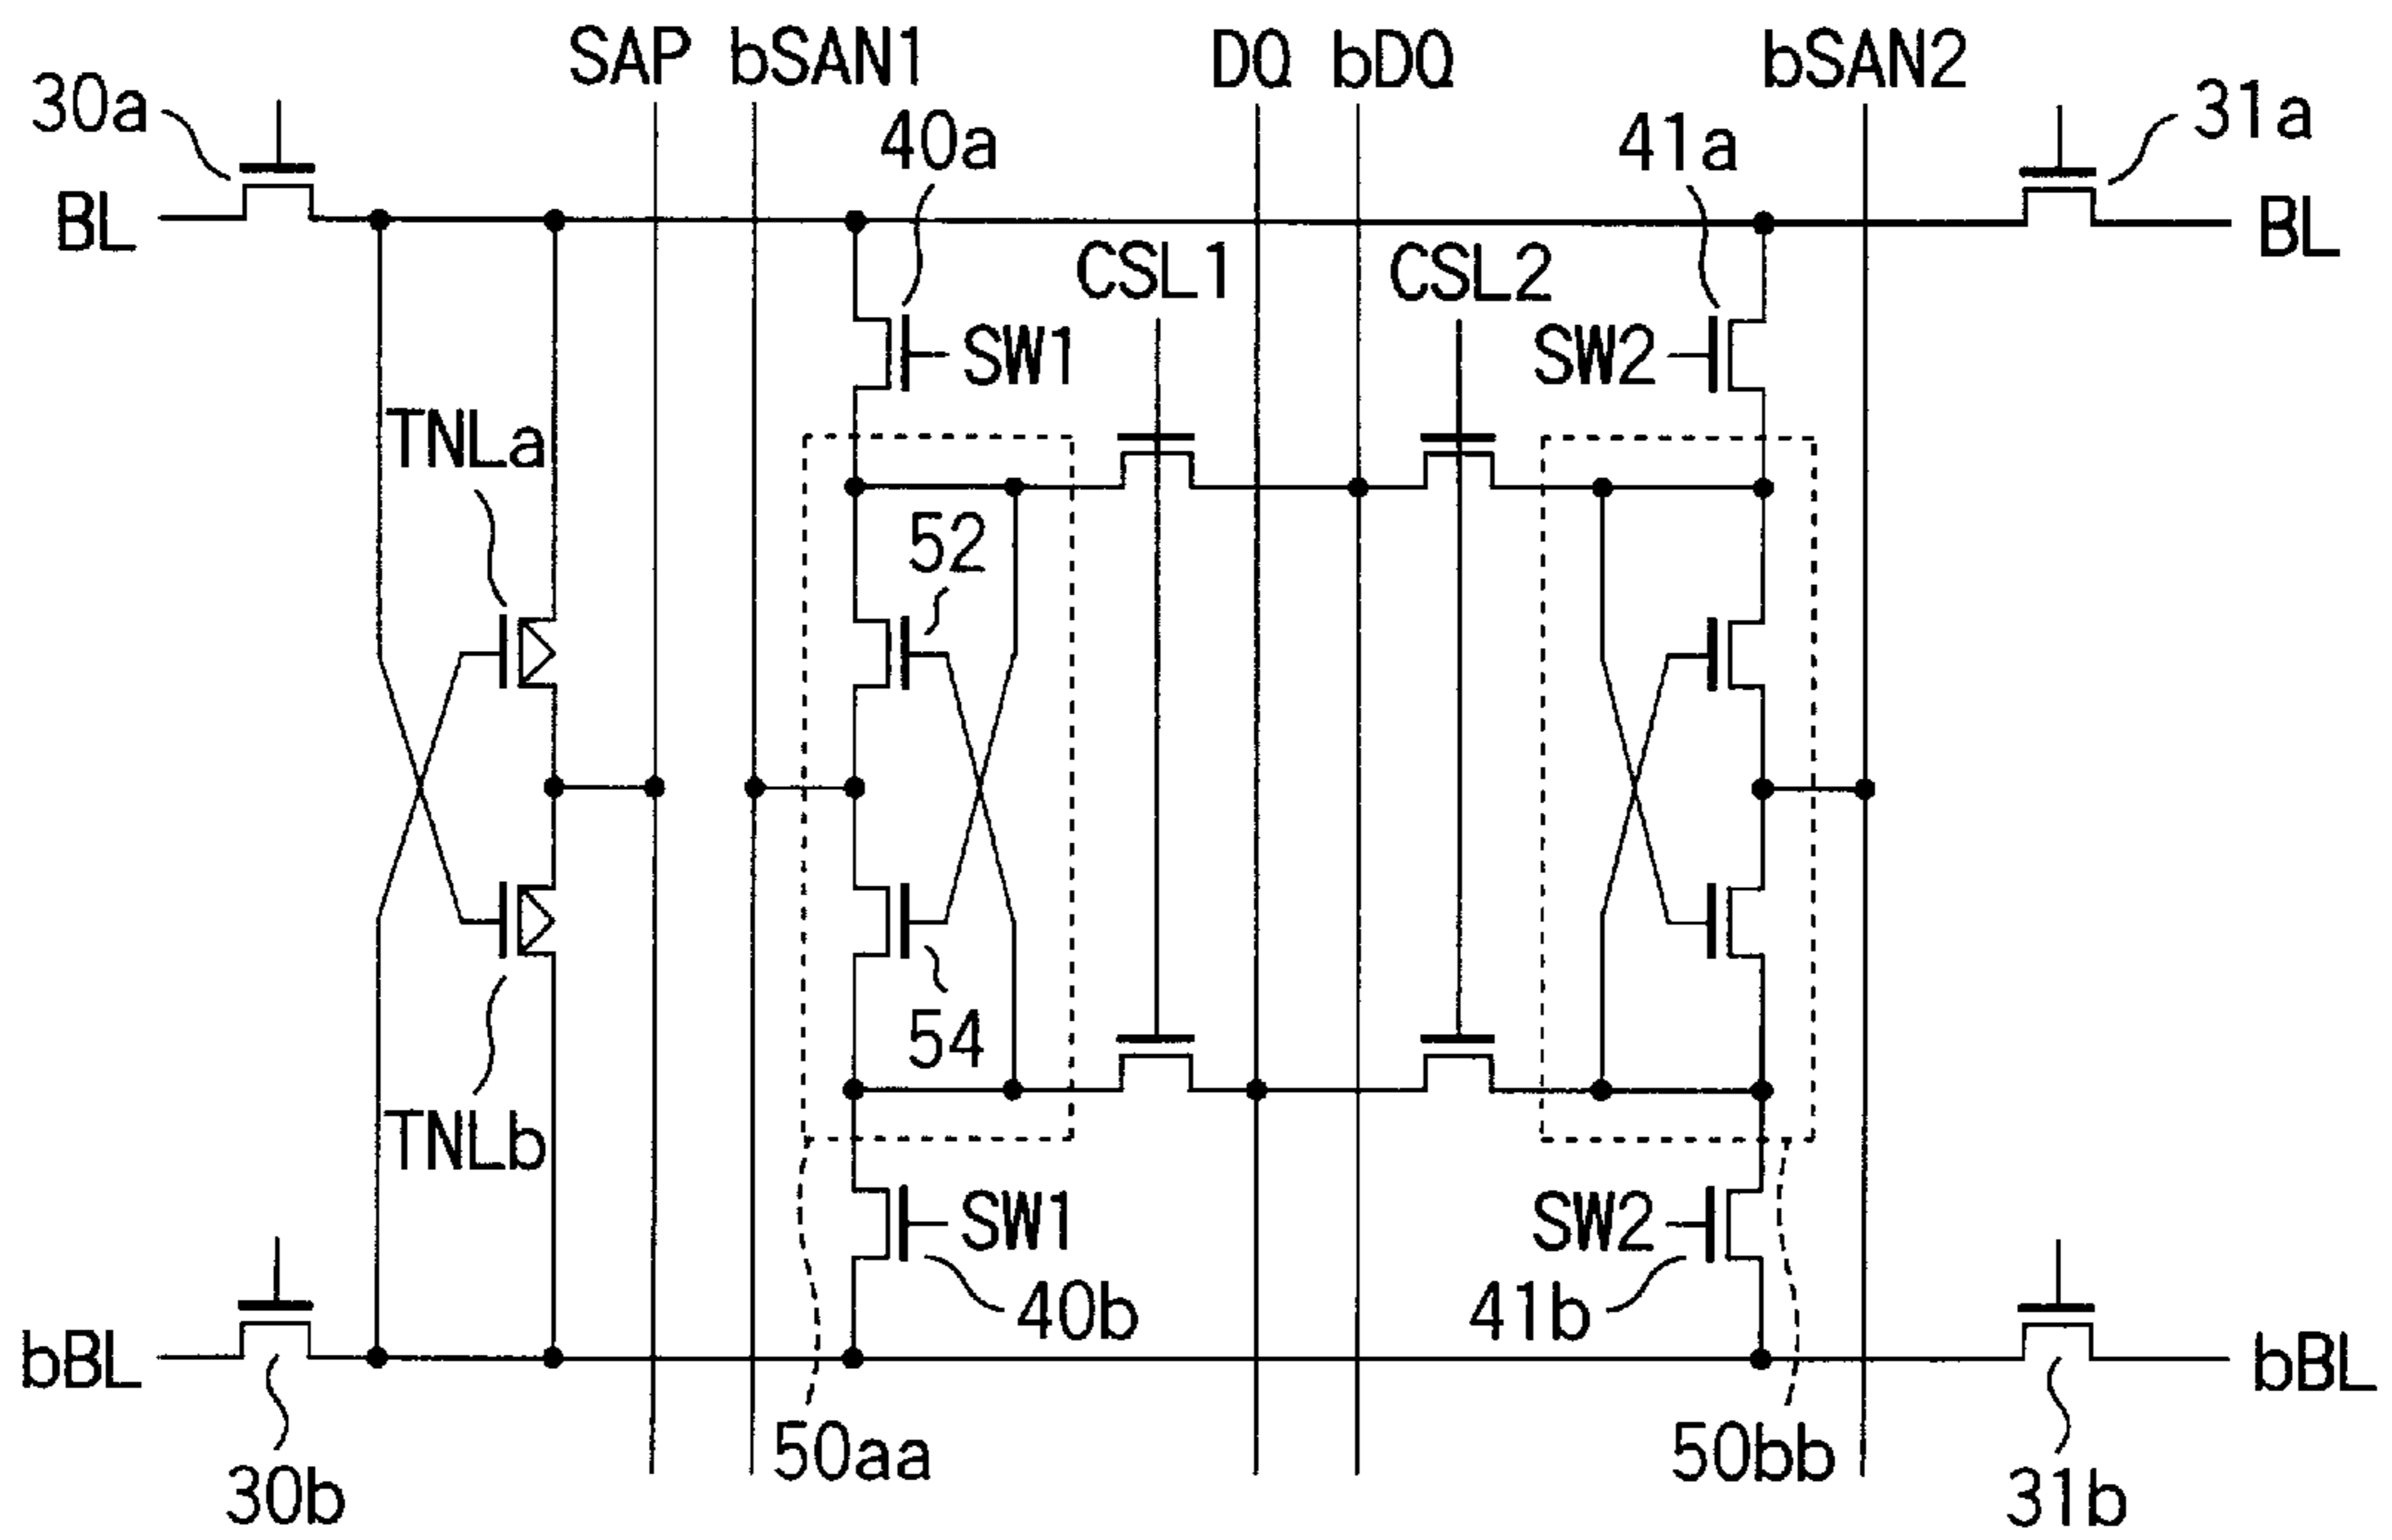 SAP bSAN1 DQ bDQ bSAN2
30a 40a 41a 31a
BL BL
CSL1 CSL2
SW1 SW2
TNLa
52
54
TNLb
SW1 SW2
40b 41b
bBL bBL
50aa 50bb
30b 31b